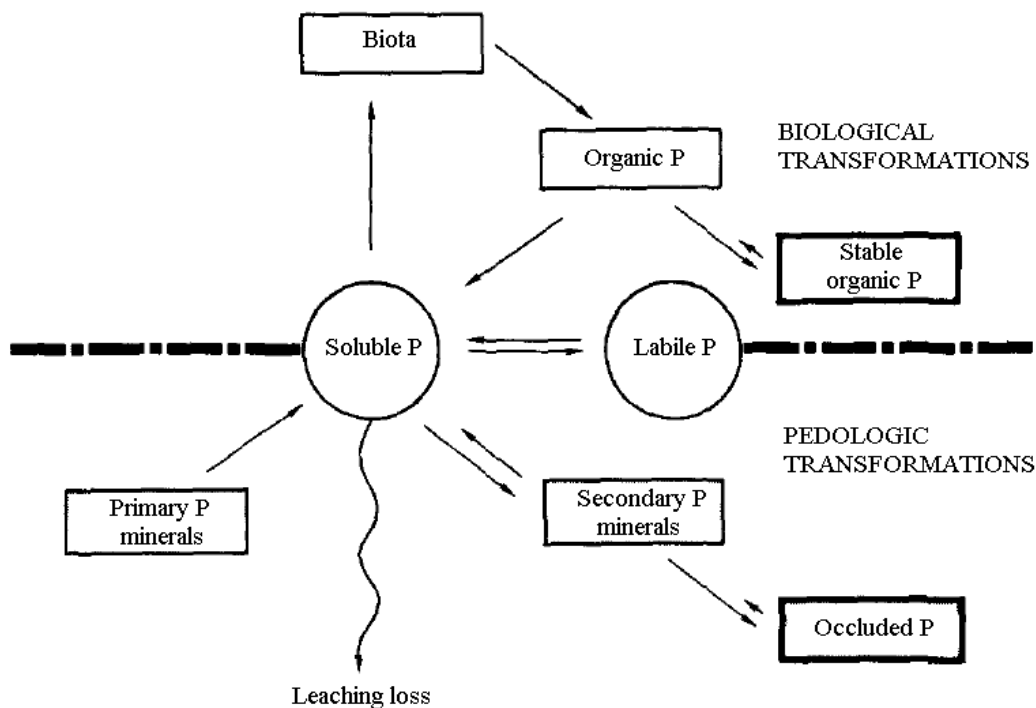 Biota
BIOLOGICAL
TRANSFORMATIONS
Organic P
Stable
organic P
Soluble P
Labile P
PEDOLOGIC
TRANSFORMATIONS
Primary P
minerals
Secondary P
minerals
Occluded P
Leaching loss